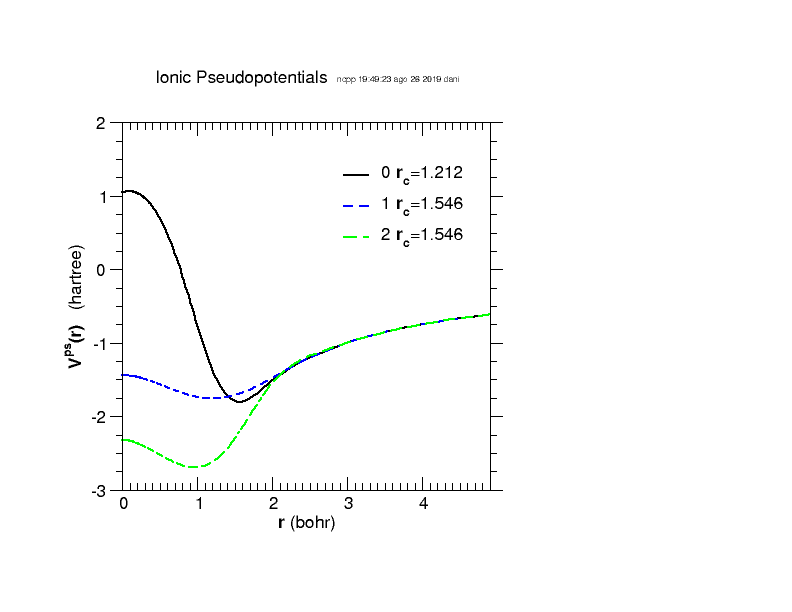 Ionic Pseudopotentials ncpp 19:49:23 ago 26 2019 dani
2
1
0
-1
-2
-3
V^ps(r) (hartree)
0 r_c=1.212
1 r_c=1.546
2 r_c=1.546
0 1 2 3 4
r (bohr)